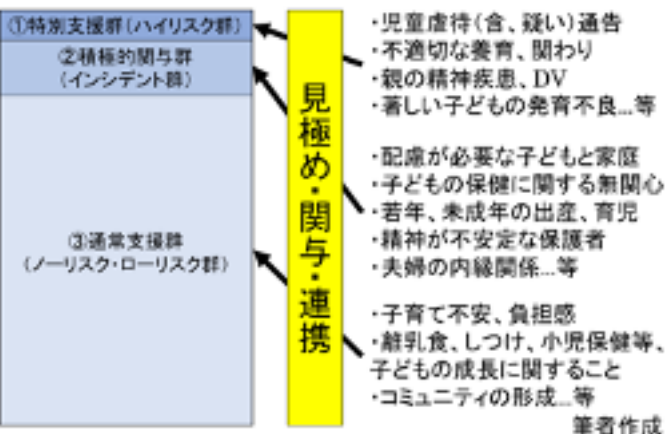 ①特別支援群(ハイリスク群)
②積極的関与群
(インシデント群)
③通常支援群
(ノーリスク・ローリスク群)
見極め・関与・連携
・児童虐待(含、疑い)通告
・不適切な養育、関わり
・親の精神疾患、DV
・著しい子どもの発育不良…等
・配慮が必要な子どもと家庭
・子どもの保健に関する無関心
・若年、未成年の出産、育児
・精神が不安定な保護者
・夫婦の内縁関係…等
・子育て不安、負担感
・離乳食、しつけ、小児保健等、
子どもの成長に関すること
・コミュニティの形成…等
筆者作成